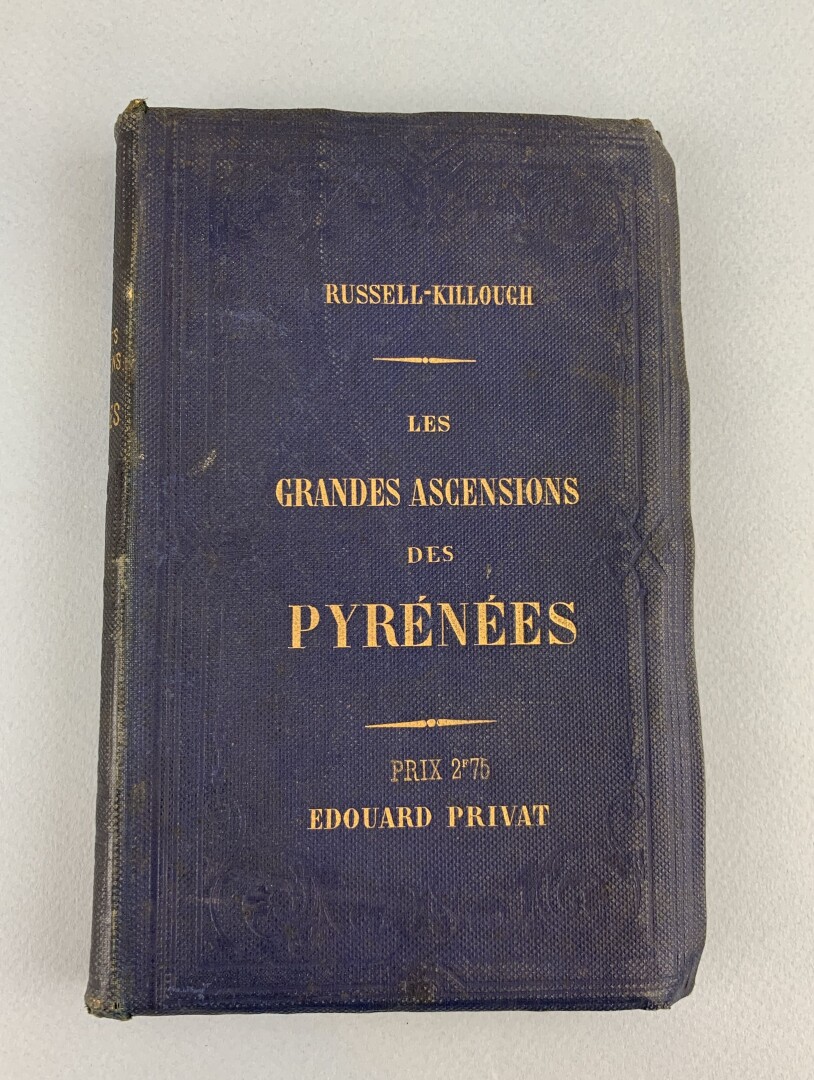 RUSSELL-KILLOUGH
LES
GRANDES ASCENSIONS
DES
PYRÉNÉES
PRIX 2F75
EDOUARD PRIVAT